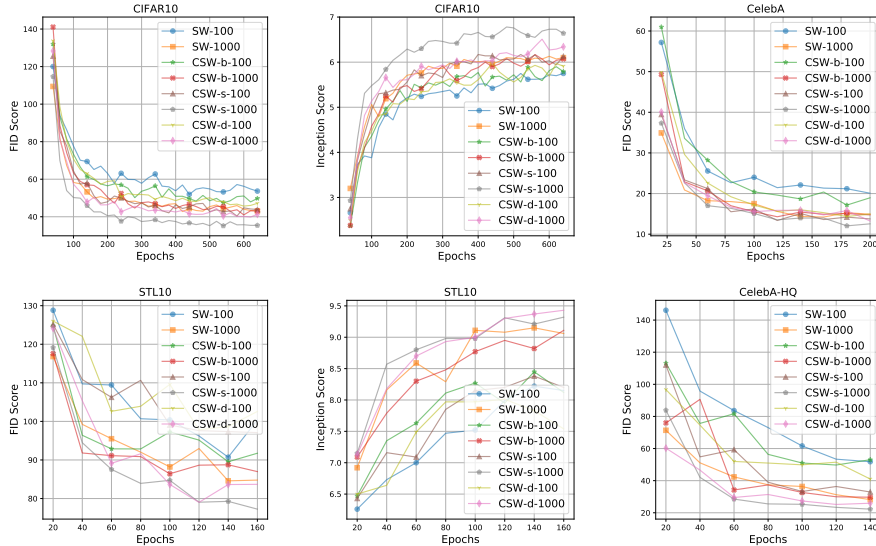 CIFAR10
FID Score
140
120
100
80
60
40
100
200
300
400
500
600
Epochs
SW-100
SW-1000
CSW-b-100
CSW-b-1000
CSW-s-100
CSW-s-1000
CSW-d-100
CSW-d-1000
CIFAR10
Inception Score
7
6
5
4
3
100
200
300
400
500
600
Epochs
SW-100
SW-1000
CSW-b-100
CSW-b-1000
CSW-s-100
CSW-s-1000
CSW-d-100
CSW-d-1000
CelebA
FID Score
60
50
40
30
20
10
25
50
75
100
125
150
175
200
Epochs
SW-100
SW-1000
CSW-b-100
CSW-b-1000
CSW-s-100
CSW-s-1000
CSW-d-100
CSW-d-1000
STL10
FID Score
130
120
110
100
90
80
20
40
60
80
100
120
140
160
Epochs
SW-100
SW-1000
CSW-b-100
CSW-b-1000
CSW-s-100
CSW-s-1000
CSW-d-100
CSW-d-1000
STL10
Inception Score
9.5
9.0
8.5
8.0
7.5
7.0
6.5
20
40
60
80
100
120
140
160
Epochs
SW-100
SW-1000
CSW-b-100
CSW-b-1000
CSW-s-100
CSW-s-1000
CSW-d-100
CSW-d-1000
CelebA-HQ
FID Score
140
120
100
80
60
40
20
20
40
60
80
100
120
140
Epochs
SW-100
SW-1000
CSW-b-100
CSW-b-1000
CSW-s-100
CSW-s-1000
CSW-d-100
CSW-d-1000